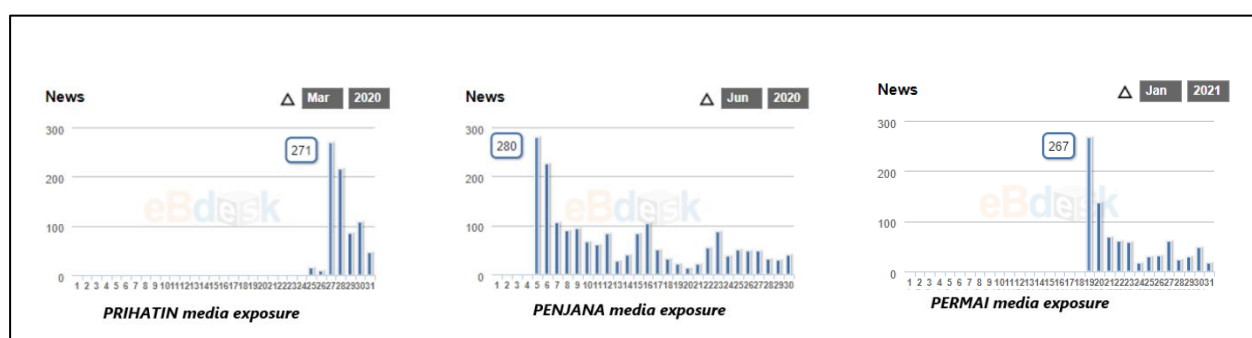 News
Mar 2020
300
271
200
eBdesk
100
0
1 2 3 4 5 6 7 8 9 10 11 12 13 14 15 16 17 18 19 20 21 22 23 24 25 26 27 28 29 30 31
PRIHATIN media exposure
News
Jun 2020
300
280
200
eBdesk
100
0
1 2 3 4 5 6 7 8 9 10 11 12 13 14 15 16 17 18 19 20 21 22 23 24 25 26 27 28 29 30
PENJANA media exposure
News
Jan 2021
300
267
200
eBdesk
100
0
1 2 3 4 5 6 7 8 9 10 11 12 13 14 15 16 17 18 19 20 21 22 23 24 25 26 27 28 29 30 31
PERMAI media exposure